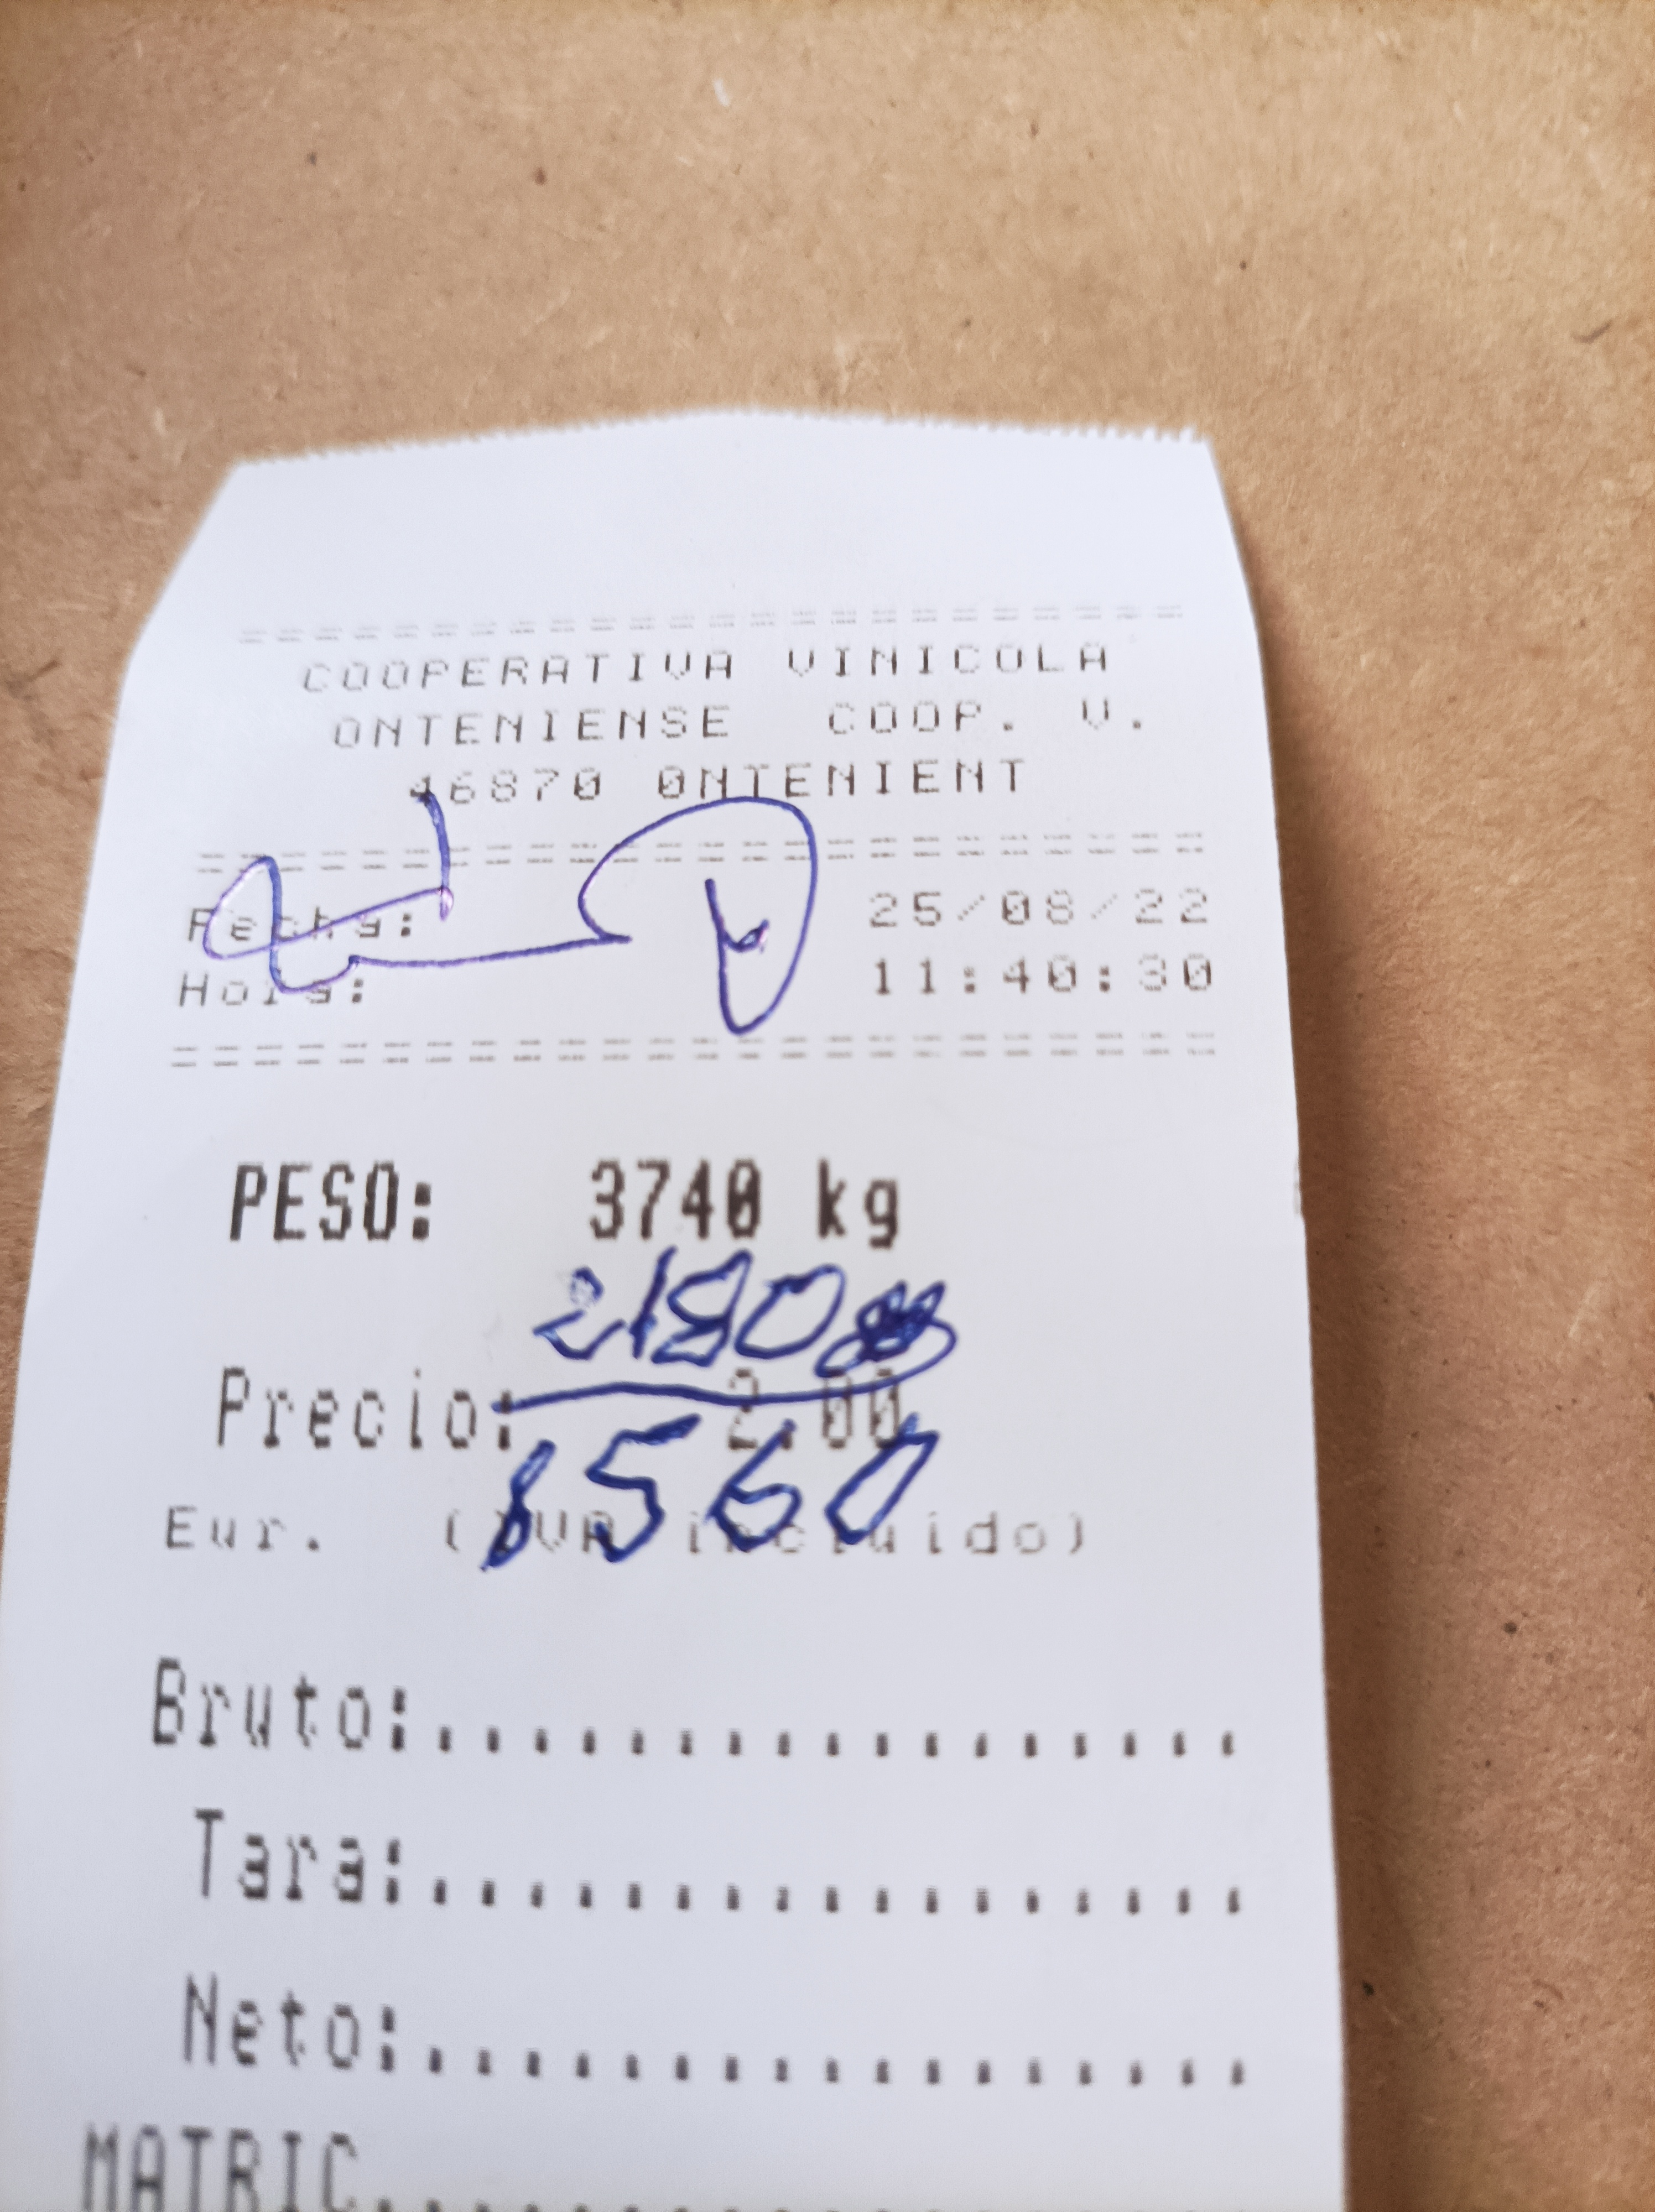 COOPERATIVA VINICOLA
ONTENIENSE COOP. V.
46870 ONTENIENT
Fecha: 25/08/22
Hora: 11:40:30
PESO: 3740 kg
2180
Precio: 2.00
1560
Eur. (IVA incluido)
Bruto:.................
Tara:.................
Neto:.................
MATRIC..................